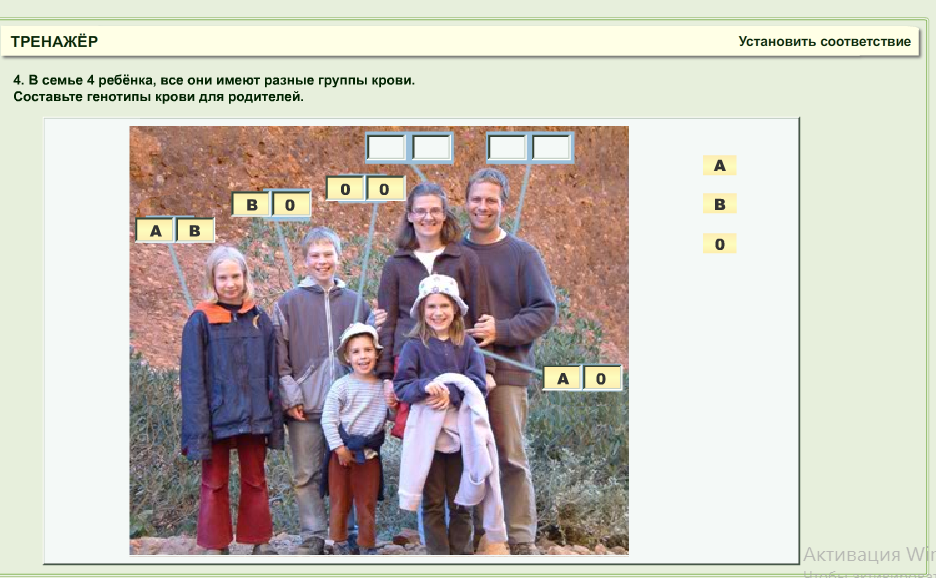 ТРЕНАЖЁР
Установить соответствие
4. В семье 4 ребёнка, все они имеют разные группы крови.
Составьте генотипы крови для родителей.
A
0 0
B 0
B
A B
0
A 0
Активация Win